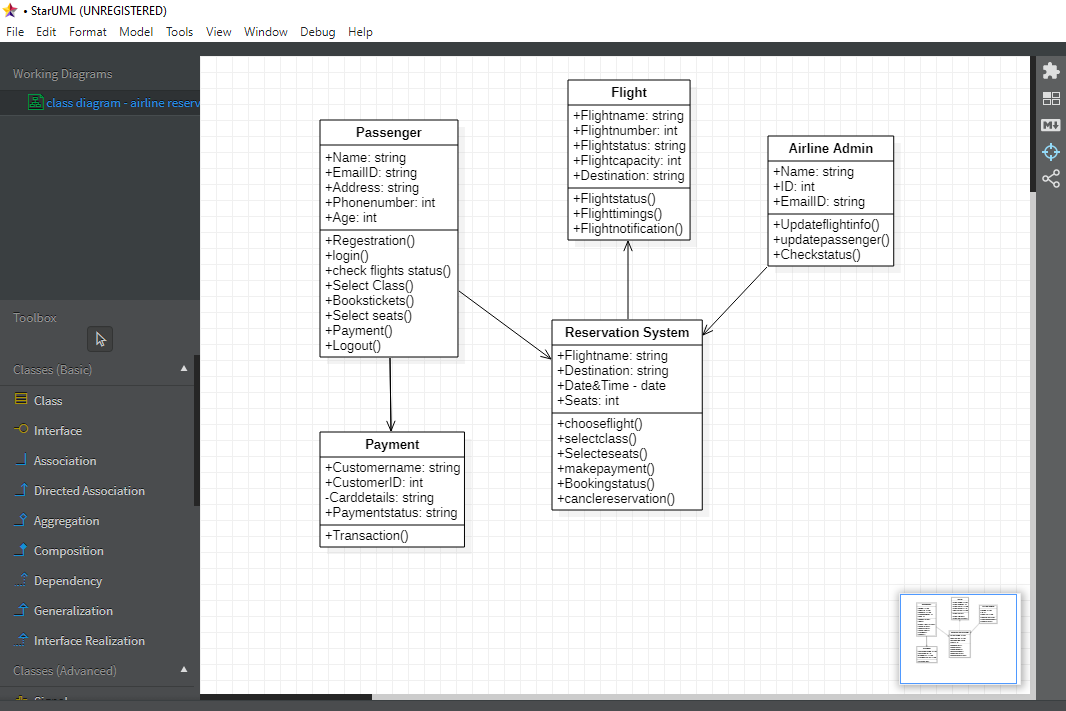 • StarUML (UNREGISTERED)
File Edit Format Model Tools View Window Debug Help
Working Diagrams
class diagram - airline reserv
Toolbox
Classes (Basic)
Class
Interface
Association
Directed Association
Aggregation
Composition
Dependency
Generalization
Interface Realization
Classes (Advanced)
Passenger
+Name: string
+EmailID: string
+Address: string
+Phonenumber: int
+Age: int
+Regestration()
+login()
+check flights status()
+Select Class()
+Bookstickets()
+Select seats()
+Payment()
+Logout()
Payment
+Customername: string
+CustomerID: int
-Carddetails: string
+Paymentstatus: string
+Transaction()
Flight
+Flightname: string
+Flightnumber: int
+Flightstatus: string
+Flightcapacity: int
+Destination: string
+Flightstatus()
+Flighttimings()
+Flightnotification()
Reservation System
+Flightname: string
+Destination: string
+Date&Time - date
+Seats: int
+chooseflight()
+selectclass()
+Selecteseats()
+makepayment()
+Bookingstatus()
+canclereservation()
Airline Admin
+Name: string
+ID: int
+EmailID: string
+Updateflightinfo()
+updatepassenger()
+Checkstatus()
M